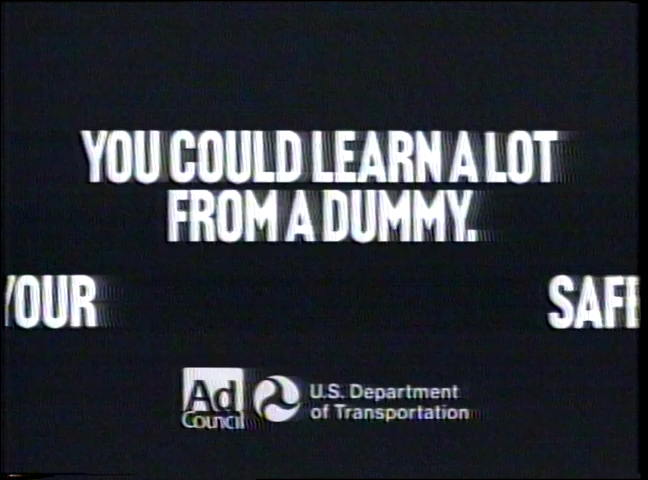 YOU COULD LEARN A LOT
FROM A DUMMY.
YOUR SAFE
Ad
Council
U.S. Department
of Transportation